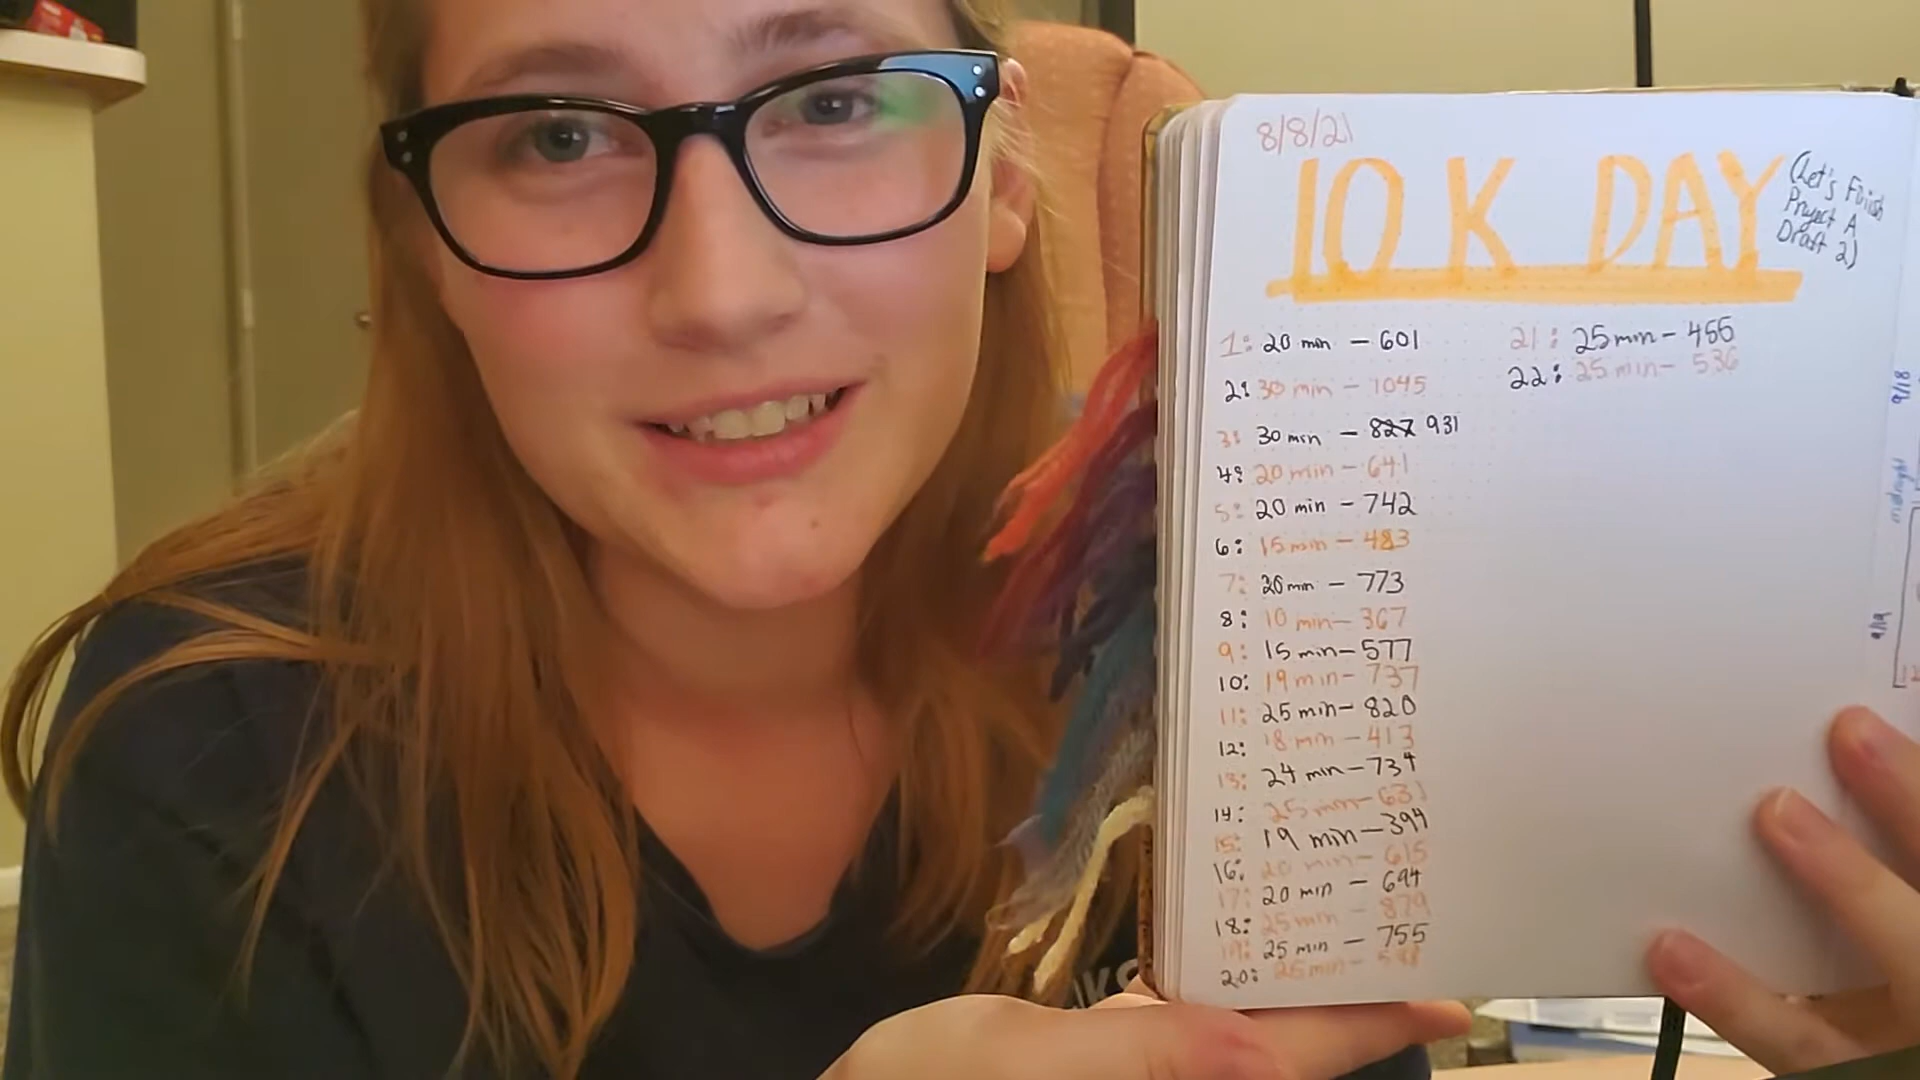 8/8/21
10 K DAY
(Let's Finish
Project A
Draft 2)
1: 20 min - 601
2: 30 min - 1045
3: 30 min - 827 931
4: 20 min - 641
5: 20 min - 742
6: 15 min - 483
7: 20 min - 773
8: 10 min - 367
9: 15 min - 577
10: 19 min - 737
11: 25 min - 820
12: 18 min - 413
13: 24 min - 734
14: 25 min - 631
15: 19 min - 394
16: 20 min - 615
17: 20 min - 694
18: 25 min - 879
19: 25 min - 755
20: 25 min -
21: 25 min - 455
22: 25 min - 536
9/18
midnight
9/19